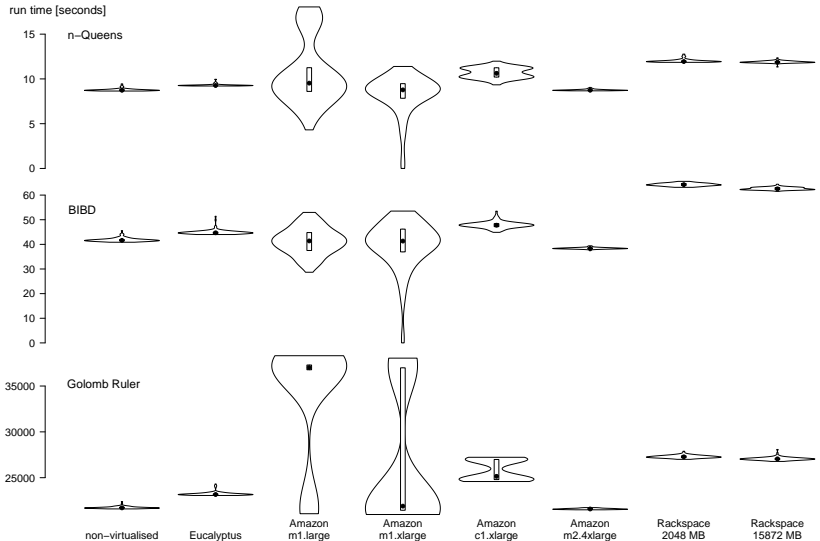 run time [seconds]
n−Queens
15
10
5
0
BIBD
60
50
40
30
20
10
0
Golomb Ruler
35000
30000
25000
non−virtualised
Eucalyptus
Amazon
m1.large
Amazon
m1.xlarge
Amazon
c1.xlarge
Amazon
m2.4xlarge
Rackspace
2048 MB
Rackspace
15872 MB